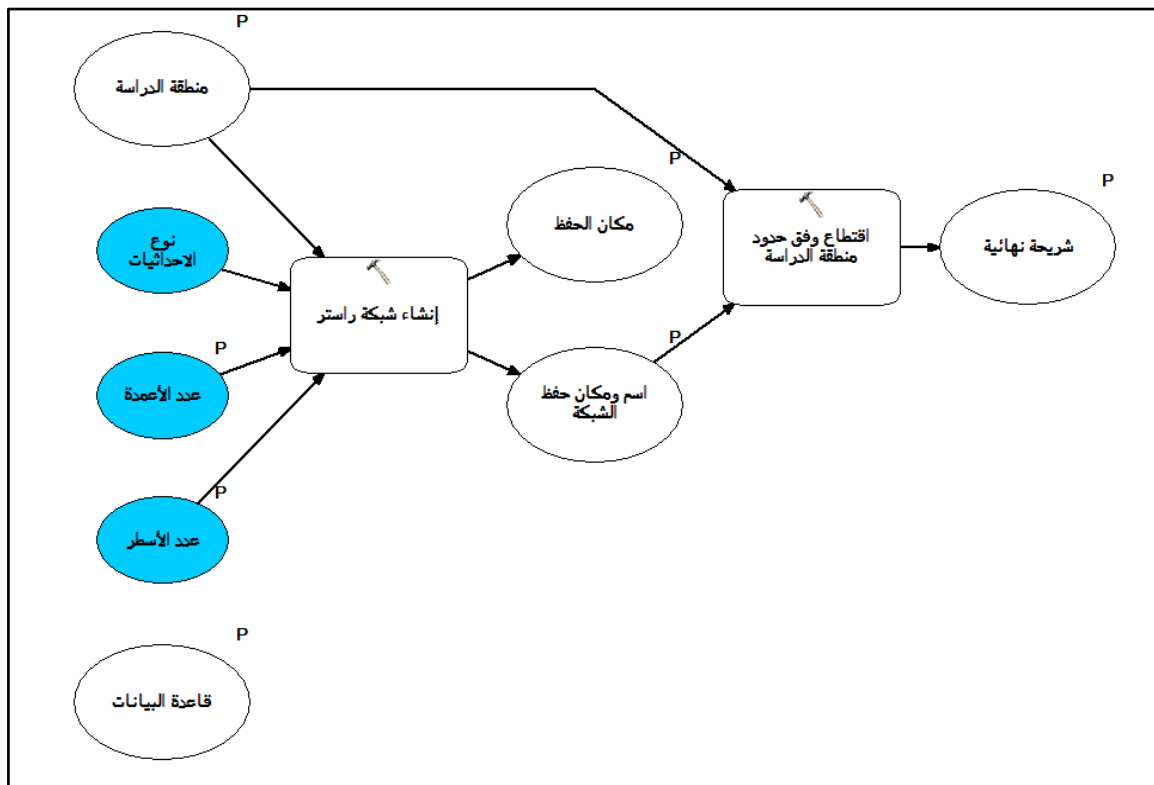 P
منطقة الدراسة
نوع
الاحداثيات
P
عدد الأعمدة
P
عدد الأسطر
P
قاعدة البيانات
إنشاء شبكة راستر
P
مكان الحفظ
P
اسم ومكان حفظ
الشبكة
اقتطاع وفق حدود
منطقة الدراسة
P
شريحة نهائية